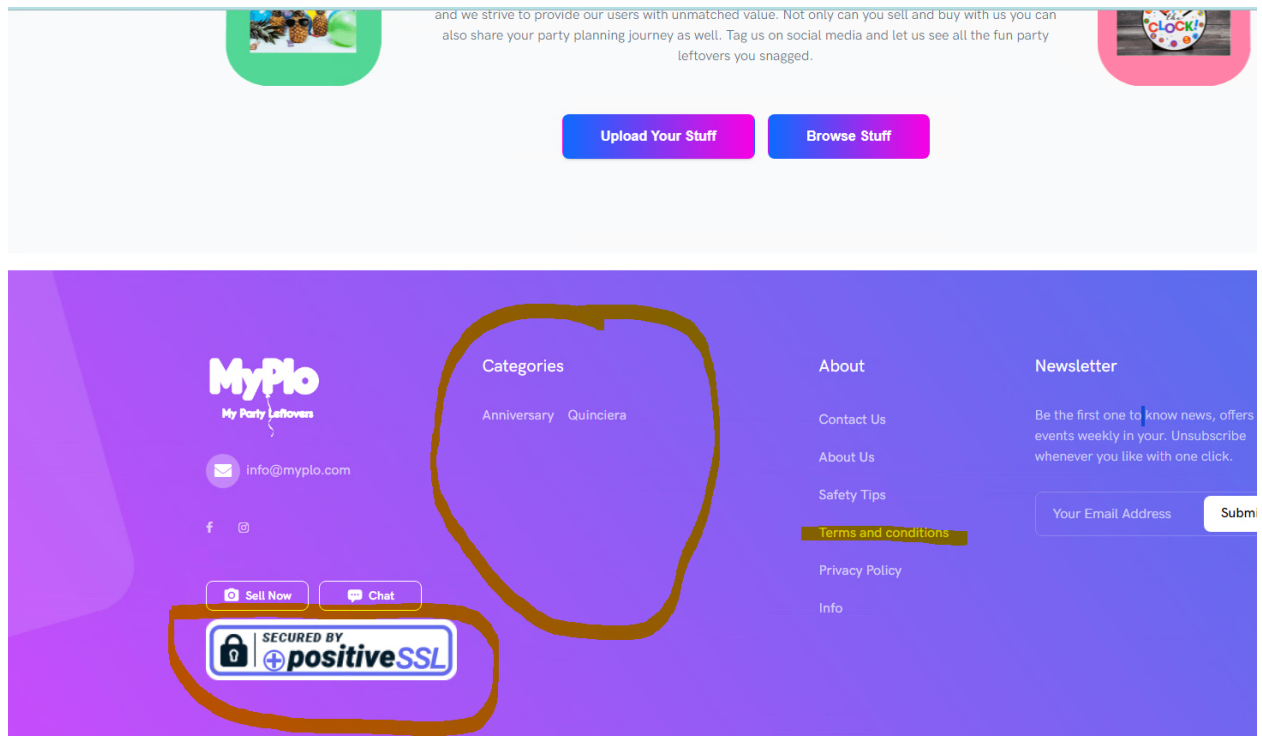 and we strive to provide our users with unmatched value. Not only can you sell and buy with us you can
also share your party planning journey as well. Tag us on social media and let us see all the fun party
leftovers you snagged.
CLOCK!
Upload Your Stuff
Browse Stuff
MyPlo
My Party Leftovers
info@myplo.com
Sell Now
Chat
SECURED BY
positiveSSL
Categories
Anniversary Quinciera
About
Contact Us
About Us
Safety Tips
Terms and conditions
Privacy Policy
Info
Newsletter
Be the first one to know news, offers
events weekly in your. Unsubscribe
whenever you like with one click.
Your Email Address
Submi